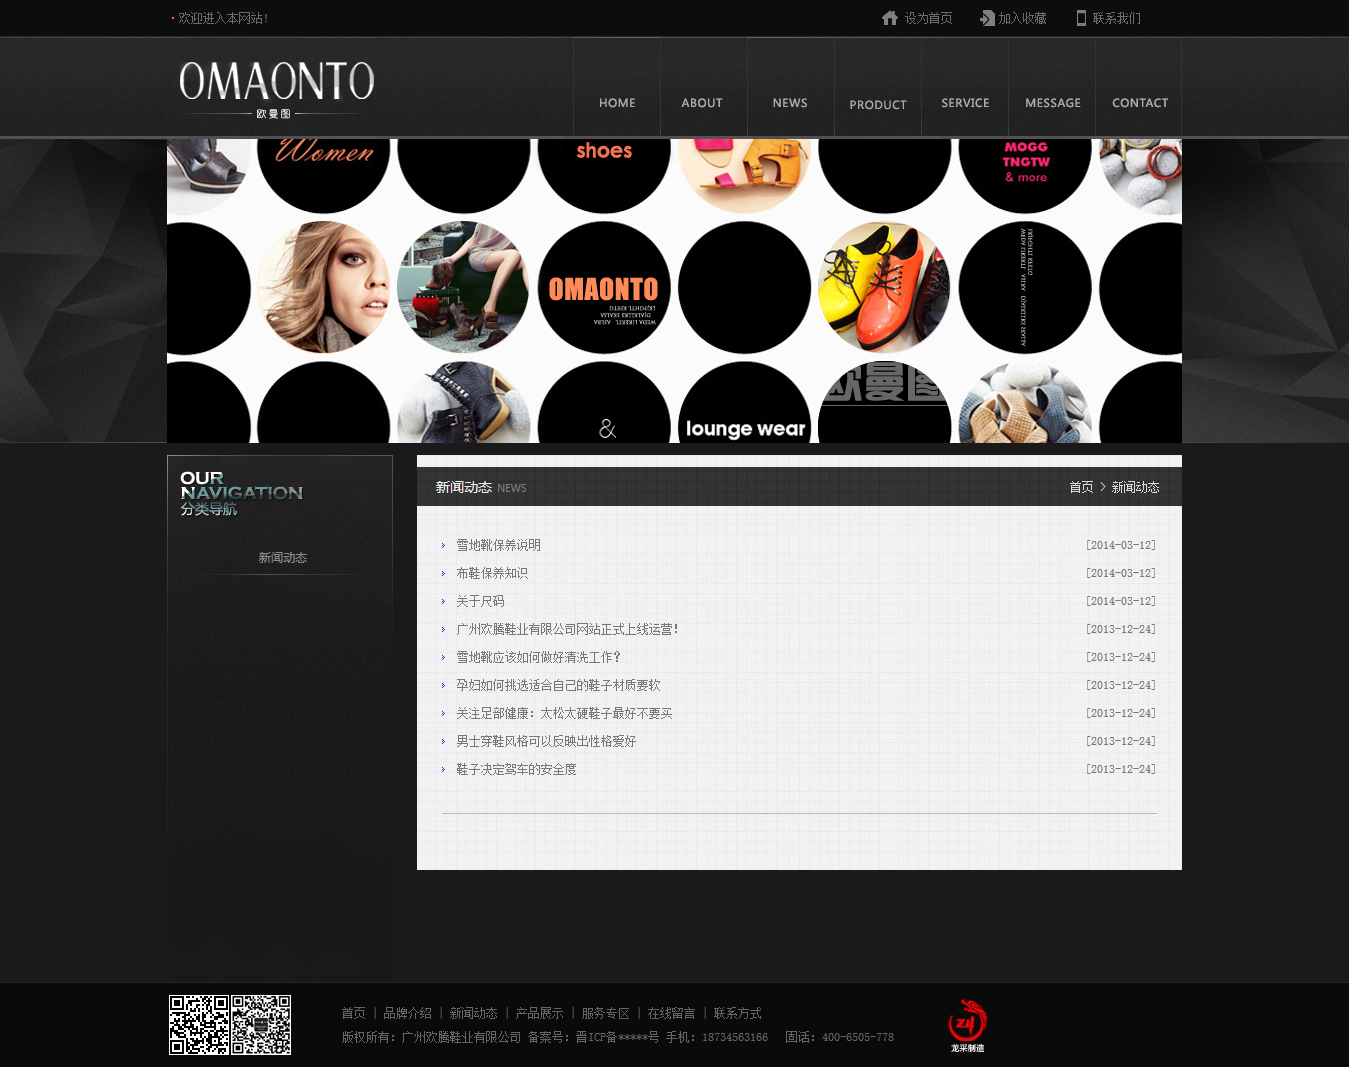 ·欢迎进入本网站!
设为首页 加入收藏 联系我们
OMAONTO
欧曼图
HOME ABOUT NEWS PRODUCT SERVICE MESSAGE CONTACT
Women
shoes
MOGG
TNGTW
& more
OMAONTO
欧曼图
&
lounge wear
OUR
NAVIGATION
分类导航
新闻动态
新闻动态 NEWS
首页 > 新闻动态
雪地靴保养说明 [2014-03-12]
布鞋保养知识 [2014-03-12]
关于尺码 [2014-03-12]
广州欢腾鞋业有限公司网站正式上线运营! [2013-12-24]
雪地靴应该如何做好清洗工作? [2013-12-24]
孕妇如何挑选适合自己的鞋子材质要软 [2013-12-24]
关注足部健康: 太松太硬鞋子最好不要买 [2013-12-24]
男士穿鞋风格可以反映出性格爱好 [2013-12-24]
鞋子决定驾车的安全度 [2013-12-24]
首页 | 品牌介绍 | 新闻动态 | 产品展示 | 服务专区 | 在线留言 | 联系方式
版权所有: 广州欢腾鞋业有限公司 备案号: 晋ICP备*****号 手机: 18734563166 固话: 400-6505-778
龙采制造